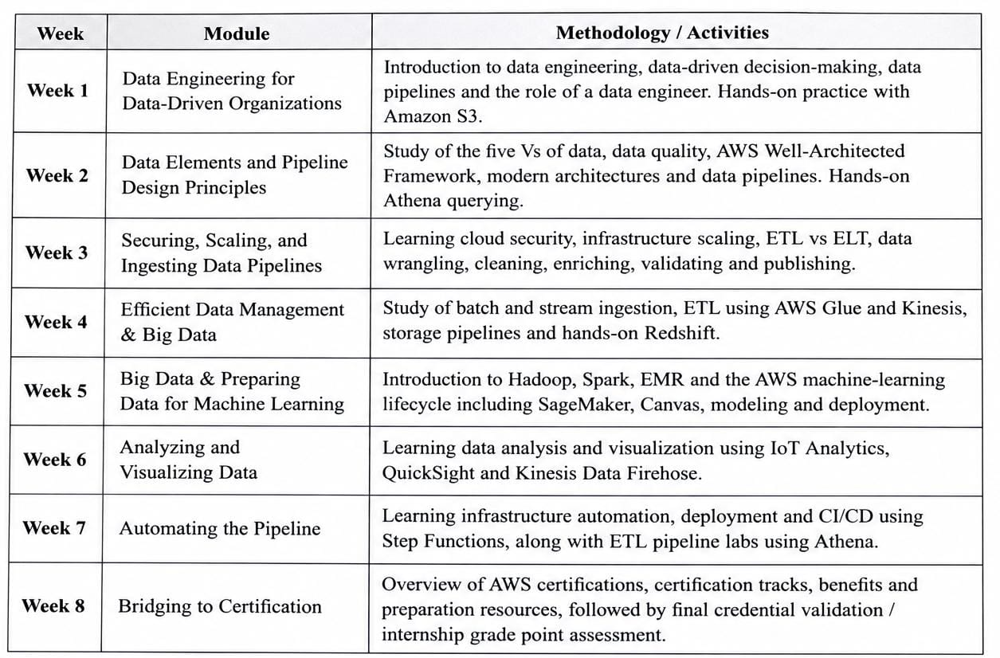 Week Module Methodology / Activities
Week 1
Data Engineering for
Data-Driven Organizations
Introduction to data engineering, data-driven decision-making, data
pipelines and the role of a data engineer. Hands-on practice with
Amazon S3.
Week 2
Data Elements and Pipeline
Design Principles
Study of the five Vs of data, data quality, AWS Well-Architected
Framework, modern architectures and data pipelines. Hands-on
Athena querying.
Week 3
Securing, Scaling, and
Ingesting Data Pipelines
Learning cloud security, infrastructure scaling, ETL vs ELT, data
wrangling, cleaning, enriching, validating and publishing.
Week 4
Efficient Data Management
& Big Data
Study of batch and stream ingestion, ETL using AWS Glue and Kinesis,
storage pipelines and hands-on Redshift.
Week 5
Big Data & Preparing
Data for Machine Learning
Introduction to Hadoop, Spark, EMR and the AWS machine-learning
lifecycle including SageMaker, Canvas, modeling and deployment.
Week 6
Analyzing and
Visualizing Data
Learning data analysis and visualization using IoT Analytics,
QuickSight and Kinesis Data Firehose.
Week 7
Automating the Pipeline
Learning infrastructure automation, deployment and CI/CD using
Step Functions, along with ETL pipeline labs using Athena.
Week 8
Bridging to Certification
Overview of AWS certifications, certification tracks, benefits and
preparation resources, followed by final credential validation /
internship grade point assessment.